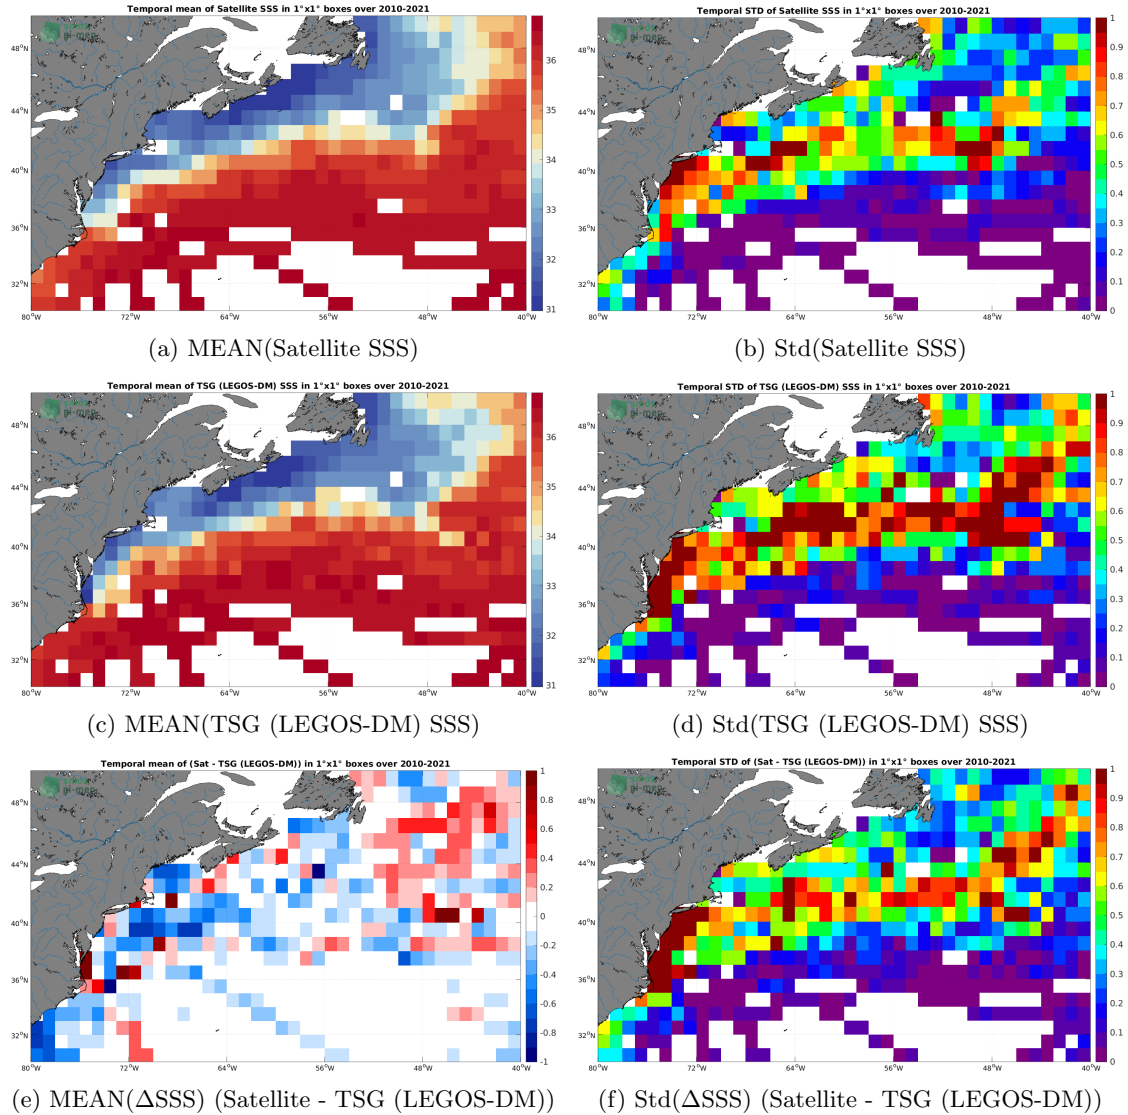 Temporal mean of Satellite SSS in 1°x1° boxes over 2010-2021
48°N
44°N
40°N
36°N
32°N
80°W 72°W 64°W 56°W 48°W 40°W
36
35
34
33
32
31
(a) MEAN(Satellite SSS)
Temporal STD of Satellite SSS in 1°x1° boxes over 2010-2021
48°N
44°N
40°N
36°N
32°N
80°W 72°W 64°W 56°W 48°W 40°W
1
0.9
0.8
0.7
0.6
0.5
0.4
0.3
0.2
0.1
0
(b) Std(Satellite SSS)
Temporal mean of TSG (LEGOS-DM) SSS in 1°x1° boxes over 2010-2021
pi-mep
48°N
44°N
40°N
36°N
32°N
80°W 72°W 64°W 56°W 48°W 40°W
36
35
34
33
32
31
(c) MEAN(TSG (LEGOS-DM) SSS)
Temporal STD of TSG (LEGOS-DM) SSS in 1°x1° boxes over 2010-2021
pi-mep
48°N
44°N
40°N
36°N
32°N
80°W 72°W 64°W 56°W 48°W 40°W
1
0.9
0.8
0.7
0.6
0.5
0.4
0.3
0.2
0.1
0
(d) Std(TSG (LEGOS-DM) SSS)
Temporal mean of (Sat - TSG (LEGOS-DM)) in 1°x1° boxes over 2010-2021
pi-mep
48°N
44°N
40°N
36°N
32°N
80°W 72°W 64°W 56°W 48°W 40°W
1
0.8
0.6
0.4
0.2
0
-0.2
-0.4
-0.6
-0.8
-1
(e) MEAN(ΔSSS) (Satellite - TSG (LEGOS-DM))
Temporal STD of (Sat - TSG (LEGOS-DM)) in 1°x1° boxes over 2010-2021
pi-mep
48°N
44°N
40°N
36°N
32°N
80°W 72°W 64°W 56°W 48°W 40°W
1
0.9
0.8
0.7
0.6
0.5
0.4
0.3
0.2
0.1
0
(f) Std(ΔSSS) (Satellite - TSG (LEGOS-DM))